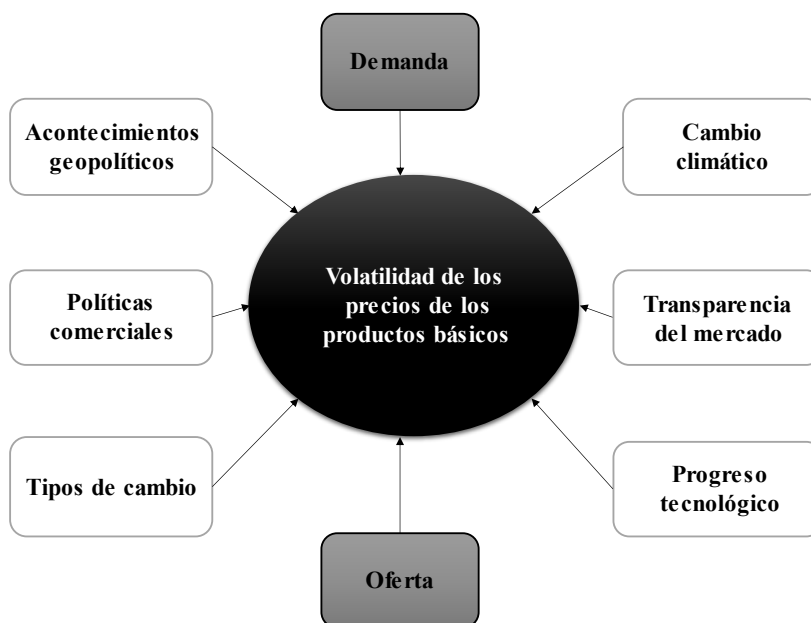 Demanda
Acontecimientos
geopolíticos
Cambio
climático
Volatilidad de los
precios de los
productos básicos
Políticas
comerciales
Transparencia
del mercado
Tipos de cambio
Progreso
tecnológico
Oferta